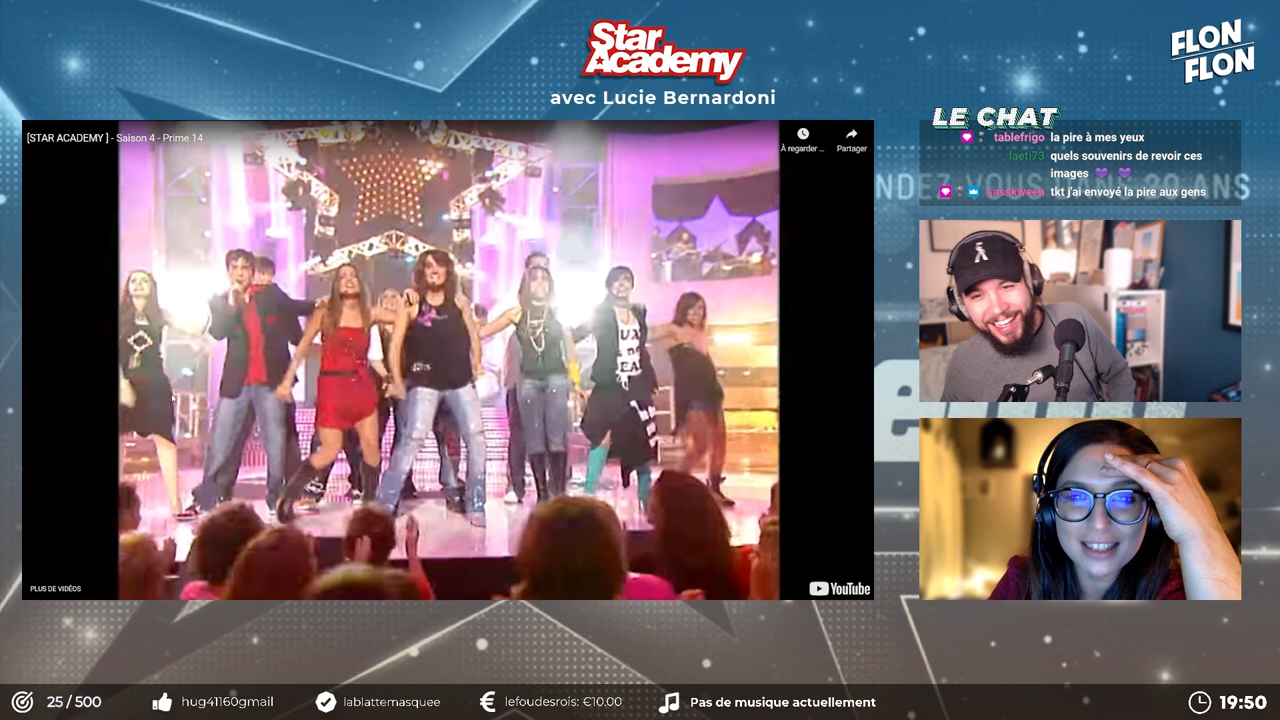 Star
Academy
avec Lucie Bernardoni
FLON
FLON
[STAR ACADEMY ] - Saison 4 - Prime 14
À regarder ...
Partager
LE CHAT
tablefrigo la pire à mes yeux
laeti73 quels souvenirs de revoir ces
images
sasskween tkt j'ai envoyé la pire aux gens
PLUS DE VIDÉOS
YouTube
25 / 500
hug41160gmail
lablattemasquee
lefoudesrois: €10.00
Pas de musique actuellement
19:50